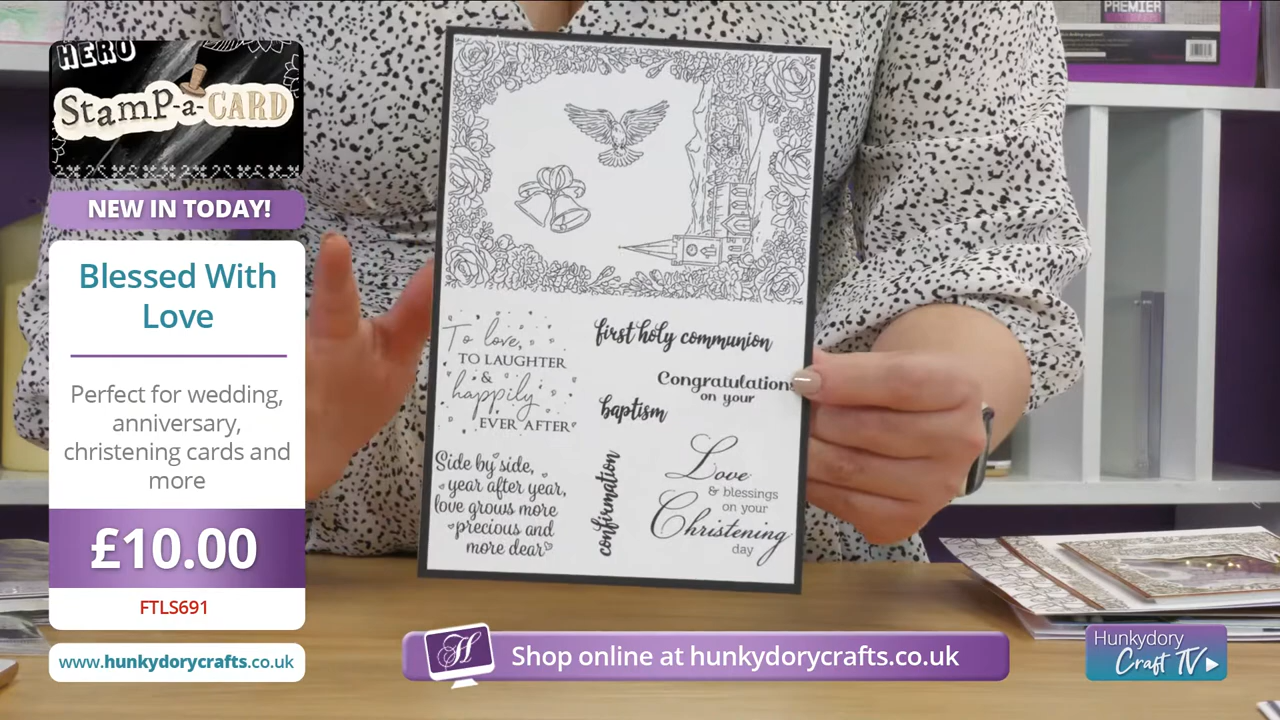 HERO
StamP-a-CARD
NEW IN TODAY!
Blessed With
Love
Perfect for wedding,
anniversary,
christening cards and
more
£10.00
FTLS691
www.hunkydorycrafts.co.uk
PREMIER
To love,
TO LAUGHTER
&
happily
EVER AFTER
Side by side,
year after year,
love grows more
precious and
more dear
first holy communion
Congratulations
on your
baptism
confirmation
Love
& blessings
on your
Christening
day
Shop online at hunkydorycrafts.co.uk
Hunkydory
Craft TV